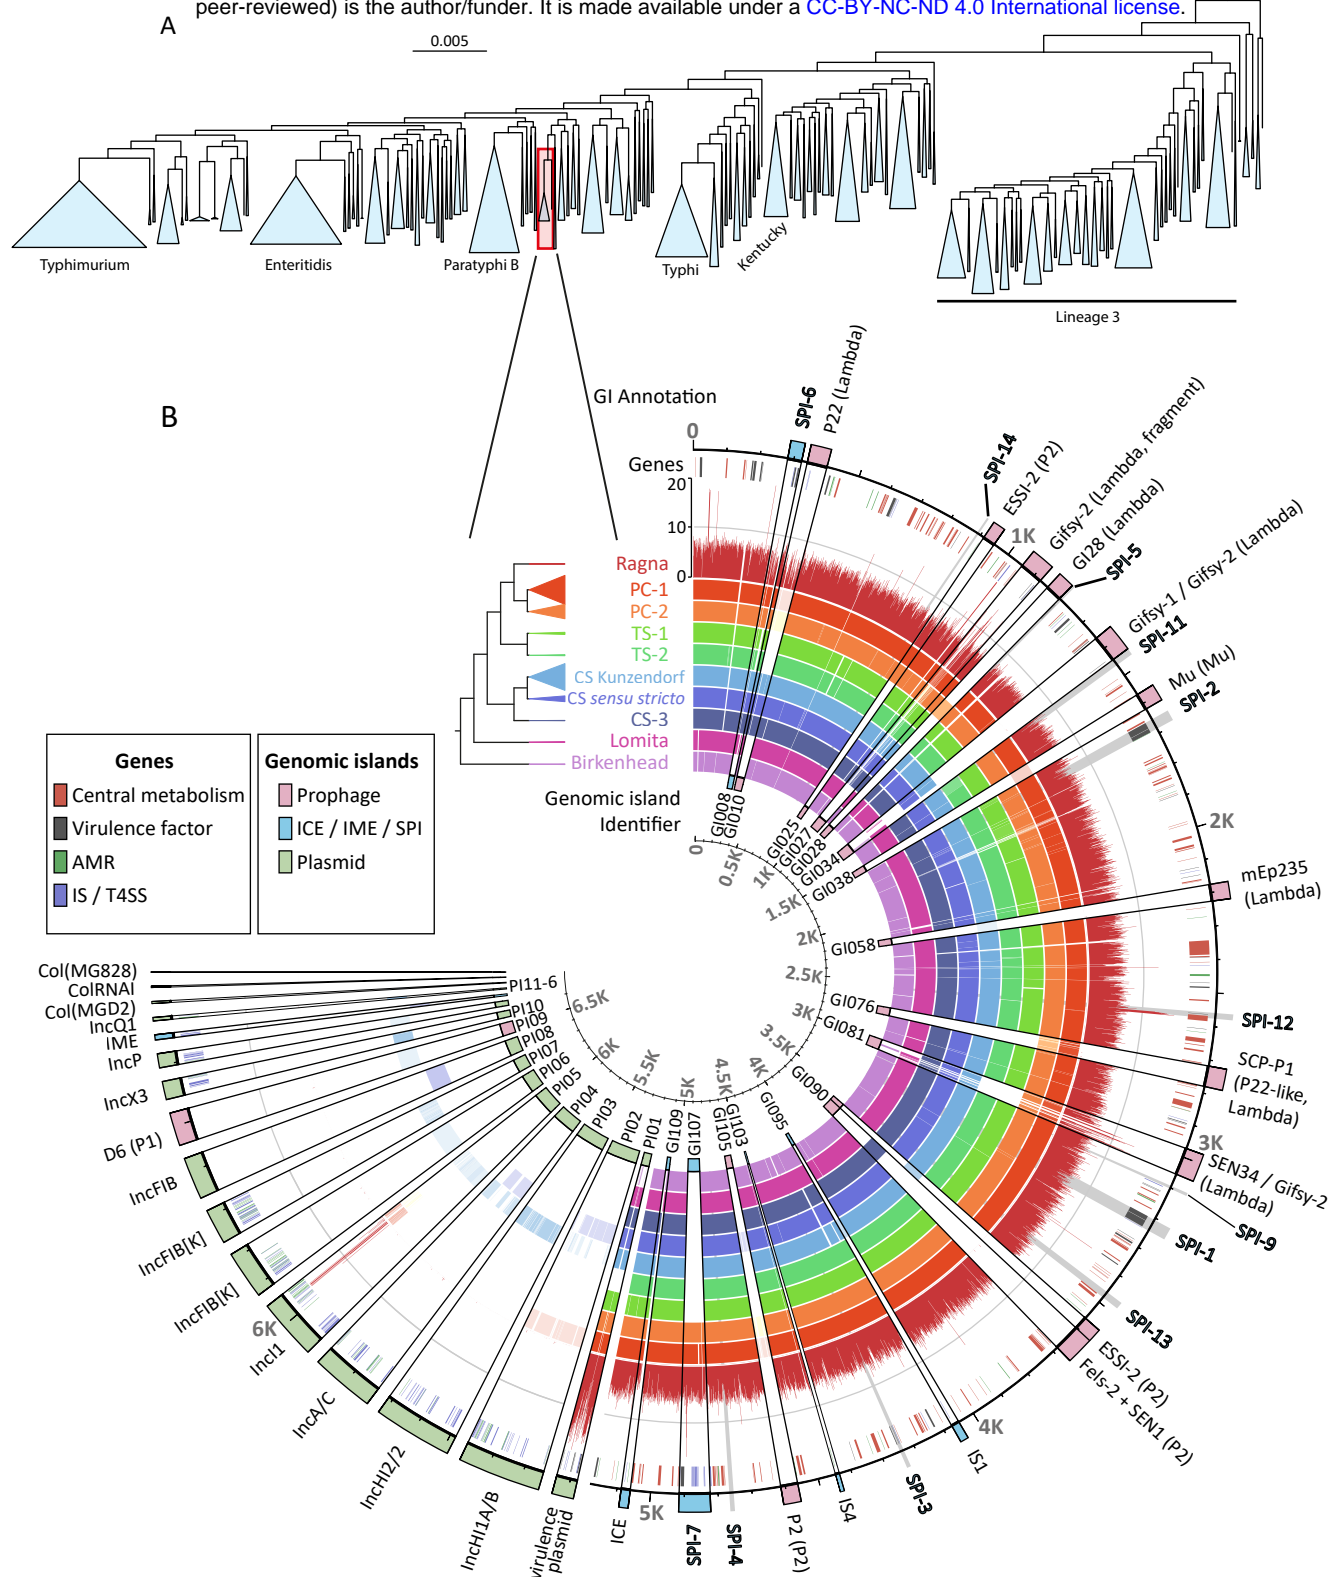 peer-reviewed) is the author/funder. It is made available under a CC-BY-NC-ND 4.0 International license.
A
0.005
Typhimurium
Enteritidis
Paratyphi B
Typhi
Kentucky
Lineage 3
B
GI Annotation
0
Genes
20
10
0
SPI-6
P22 (Lambda)
SPI-14
ESSI-2 (P2)
1K
Gifsy-2 (Lambda, fragment)
GI28 (Lambda)
SPI-5
Gifsy-1 / Gifsy-2 (Lambda)
SPI-11
Mu (Mu)
SPI-2
2K
mEp235
(Lambda)
SPI-12
SCP-P1
(P22-like,
Lambda)
3K
SEN34 / Gifsy-2
(Lambda)
SPI-9
SPI-1
SPI-13
ESSI-2 (P2)
Fels-2 + SEN1 (P2)
4K
IS1
SPI-3
IS4
P2 (P2)
SPI-4
SPI-7
5K
ICE
virulence
plasmid
IncHI1A/B
IncHI2/2
IncA/C
IncI1
6K
IncFIB[K]
IncFIB[K]
IncFIB
D6 (P1)
IncX3
IncP
IME
IncQ1
Col(MGD2)
ColRNAI
Col(MG828)
Ragna
PC-1
PC-2
TS-1
TS-2
CS Kunzendorf
CS sensu stricto
CS-3
Lomita
Birkenhead
Genomic island
Identifier
GI008
GI010
GI025
GI027
GI028
GI034
GI038
GI058
GI076
GI081
GI090
GI095
GI103
GI105
GI107
GI109
PI01
PI02
PI03
PI04
PI05
PI06
PI07
PI08
PI09
PI10
PI11-6
0
0.5K
1K
1.5K
2K
2.5K
3K
3.5K
4K
4.5K
5K
5.5K
6K
6.5K
Genes
Central metabolism
Virulence factor
AMR
IS / T4SS
Genomic islands
Prophage
ICE / IME / SPI
Plasmid